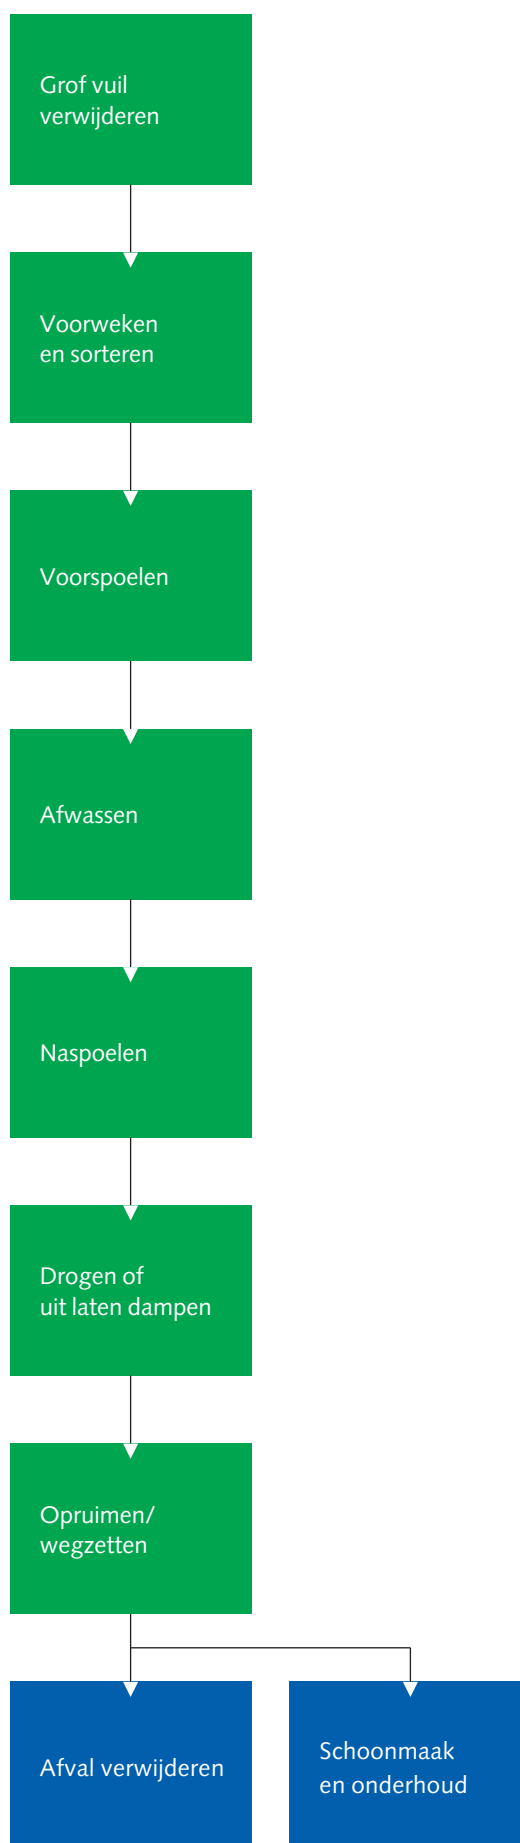 Grof vuil
verwijderen
Voorweken
en sorteren
Voorspoelen
Afwassen
Naspoelen
Drogen of
uit laten dampen
Opruimen/
wegzetten
Afval verwijderen
Schoonmaak
en onderhoud